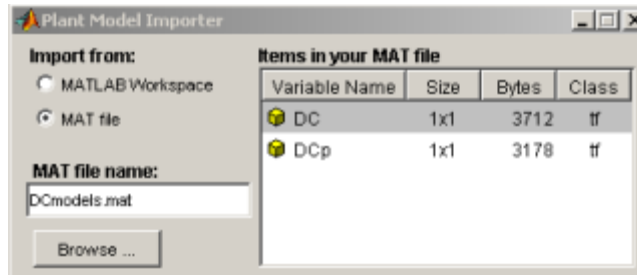 Plant Model Importer
Import from:
MATLAB Workspace
MAT file
MAT file name:
DCmodels.mat
Browse ...
Items in your MAT file
Variable Name Size Bytes Class
DC 1x1 3712 tf
DCp 1x1 3178 tf